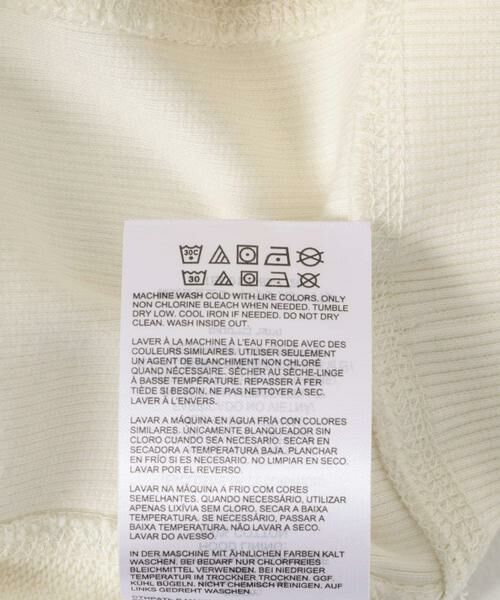 30C
30
MACHINE WASH COLD WITH LIKE COLORS. ONLY
NON CHLORINE BLEACH WHEN NEEDED. TUMBLE
DRY LOW. COOL IRON IF NEEDED. DO NOT DRY
CLEAN. WASH INSIDE OUT.
LAVER À LA MACHINE À L'EAU FROIDE AVEC DES
COULEURS SIMILAIRES. UTILISER SEULEMENT
UN AGENT DE BLANCHIMENT NON CHLORÉ
QUAND NÉCESSAIRE. SÉCHER AU SÈCHE-LINGE
À BASSE TEMPÉRATURE. REPASSER À FER
TIÈDE SI BESOIN. NE PAS NETTOYER À SEC.
LAVER À L'ENVERS.
LAVAR A MÁQUINA EN AGUA FRÍA CON COLORES
SIMILARES. ÚNICAMENTE BLANQUEADOR SIN
CLORO CUANDO SEA NECESARIO. SECAR EN
SECADORA A TEMPERATURA BAJA. PLANCHAR
EN FRÍO SI ES NECESARIO. NO LIMPIAR EN SECO.
LAVAR POR EL REVERSO.
LAVAR NA MÁQUINA A FRIO COM CORES
SEMELHANTES. QUANDO NECESSÁRIO, UTILIZAR
APENAS LIXÍVIA SEM CLORO. SECAR A BAIXA
TEMPERATURA. SE NECESSÁRIO, PASSAR A
BAIXA TEMPERATURA. NÃO LAVAR A SECO.
LAVAR DO AVESSO.
IN DER MASCHINE MIT ÄHNLICHEN FARBEN KALT
WASCHEN. BEI BEDARF NUR CHLORFREIES
BLEICHMITTEL VERWENDEN. BEI NIEDRIGER
TEMPERATUR IM TROCKNER TROCKNEN. GGF.
KÜHL BÜGELN. NICHT CHEMISCH REINIGEN. AUF
LINKS GEDREHT WASCHEN.